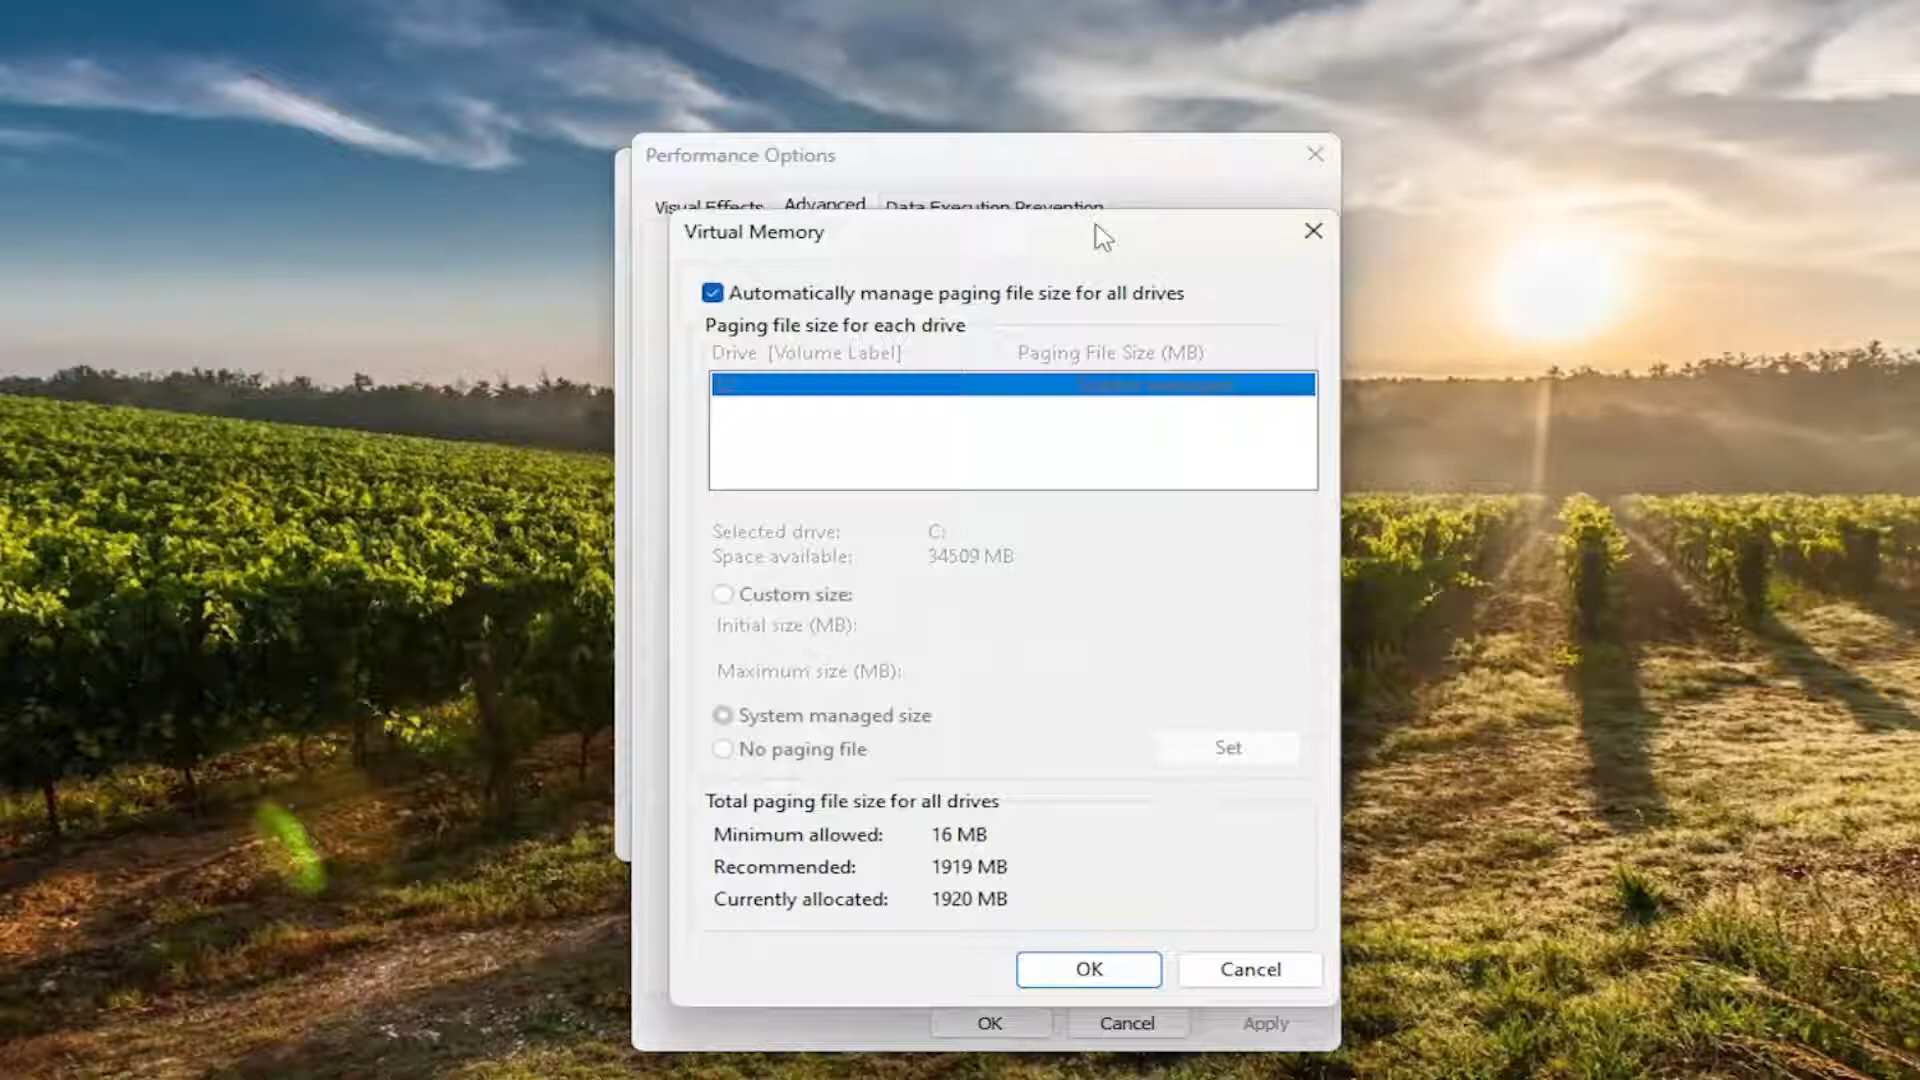 Performance Options
Visual Effects Advanced Data Execution Prevention
Virtual Memory
Automatically manage paging file size for all drives
Paging file size for each drive
Drive [Volume Label] Paging File Size (MB)
Selected drive: C:
Space available: 34509 MB
Custom size:
Initial size (MB):
Maximum size (MB):
System managed size
No paging file Set
Total paging file size for all drives
Minimum allowed: 16 MB
Recommended: 1919 MB
Currently allocated: 1920 MB
OK Cancel
OK Cancel Apply